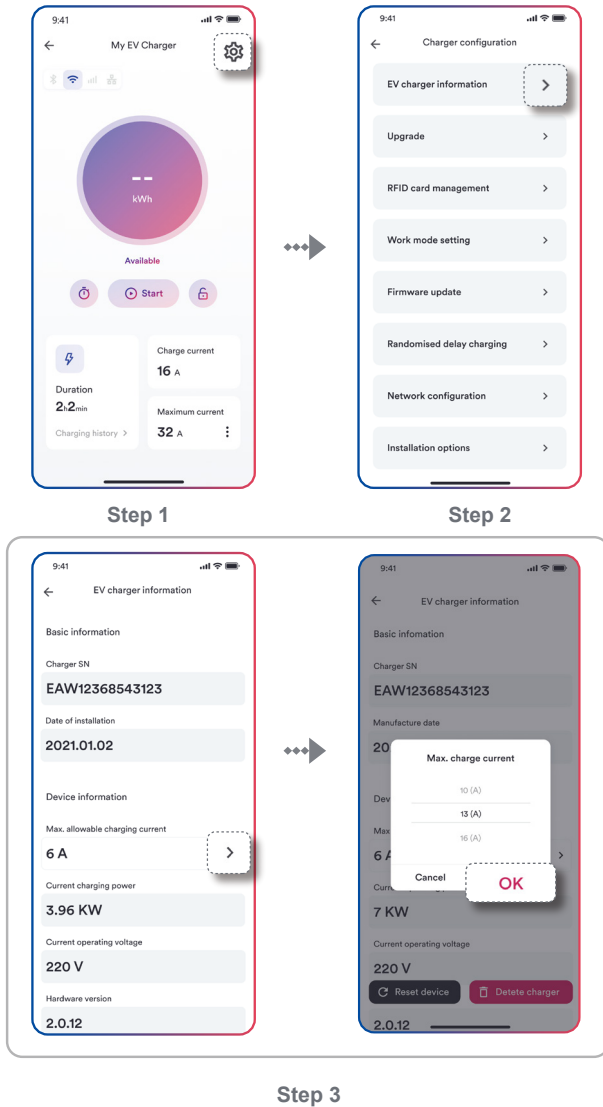 9:41
My EV Charger
--
kWh
Available
Start
Duration
2h2min
Charging history >
Charge current
16 A
Maximum current
32 A
Step 1
9:41
Charger configuration
EV charger information
Upgrade
RFID card management
Work mode setting
Firmware update
Randomised delay charging
Network configuration
Installation options
Step 2
9:41
EV charger information
Basic information
Charger SN
EAW12368543123
Date of installation
2021.01.02
Device information
Max. allowable charging current
6 A
Current charging power
3.96 KW
Current operating voltage
220 V
Hardware version
2.0.12
9:41
EV charger information
Basic infomation
Charger SN
EAW12368543123
Manufacture date
20
Max. charge current
10 (A)
13 (A)
16 (A)
Cancel
OK
Dev
Max
6 A
Curr
7 KW
Current operating voltage
220 V
Reset device
Detete charger
2.0.12
Step 3